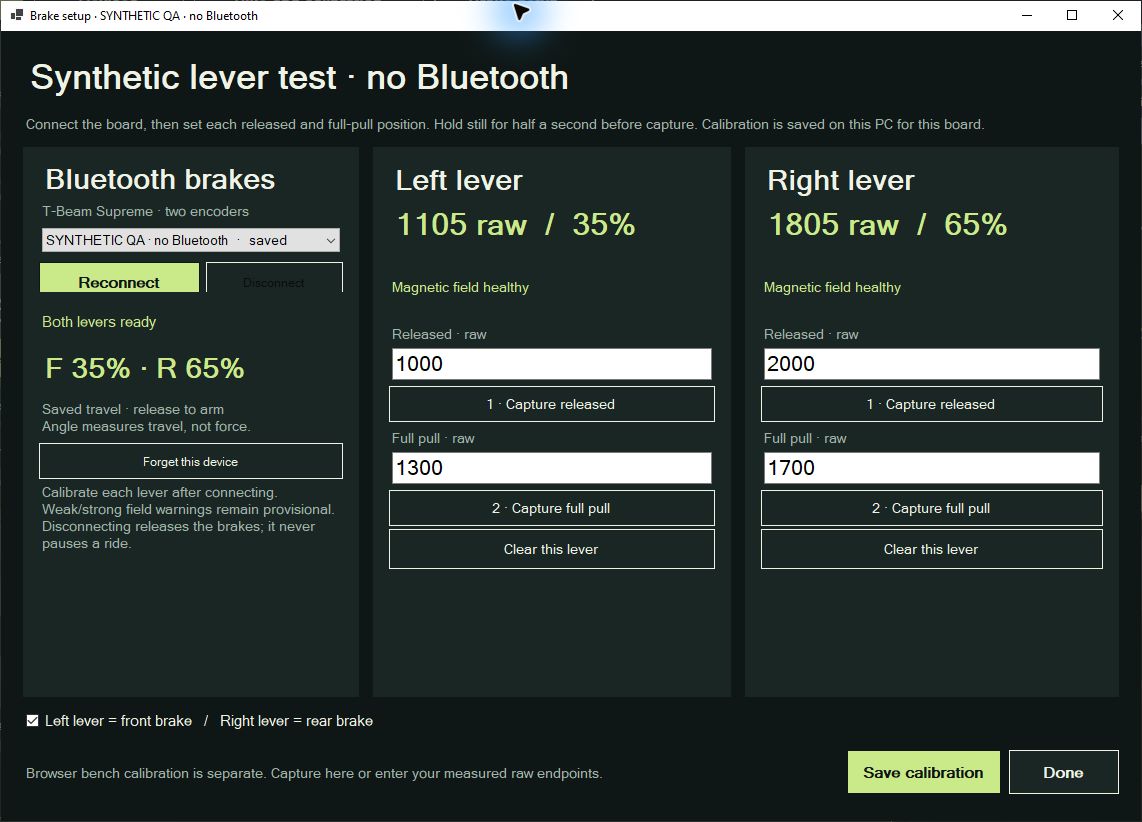 Brake setup · SYNTHETIC QA · no Bluetooth
Synthetic lever test · no Bluetooth
Connect the board, then set each released and full-pull position. Hold still for half a second before capture. Calibration is saved on this PC for this board.
Bluetooth brakes
T-Beam Supreme · two encoders
SYNTHETIC QA · no Bluetooth · saved
Reconnect
Disconnect
Both levers ready
F 35% · R 65%
Saved travel · release to arm
Angle measures travel, not force.
Forget this device
Calibrate each lever after connecting.
Weak/strong field warnings remain provisional.
Disconnecting releases the brakes; it never
pauses a ride.
Left lever
1105 raw / 35%
Magnetic field healthy
Released · raw
1000
1 · Capture released
Full pull · raw
1300
2 · Capture full pull
Clear this lever
Right lever
1805 raw / 65%
Magnetic field healthy
Released · raw
2000
1 · Capture released
Full pull · raw
1700
2 · Capture full pull
Clear this lever
Left lever = front brake / Right lever = rear brake
Browser bench calibration is separate. Capture here or enter your measured raw endpoints.
Save calibration
Done